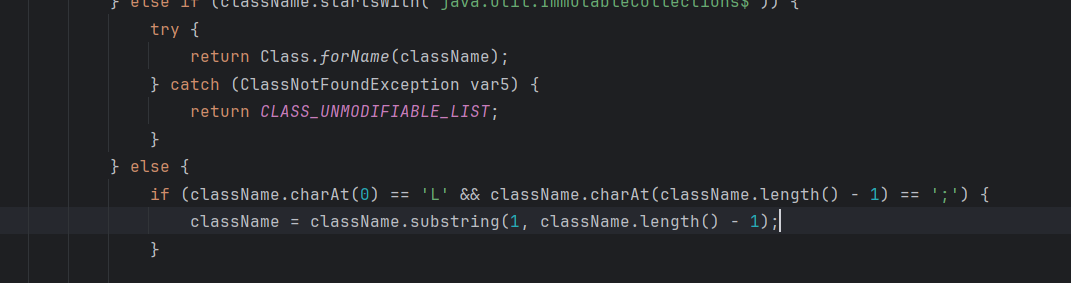 } else if (className.startsWith("java.util.ImmutableCollections$")) {
try {
return Class.forName(className);
} catch (ClassNotFoundException var5) {
return CLASS_UNMODIFIABLE_LIST;
}
} else {
if (className.charAt(0) == 'L' && className.charAt(className.length() - 1) == ';') {
className = className.substring(1, className.length() - 1);
}